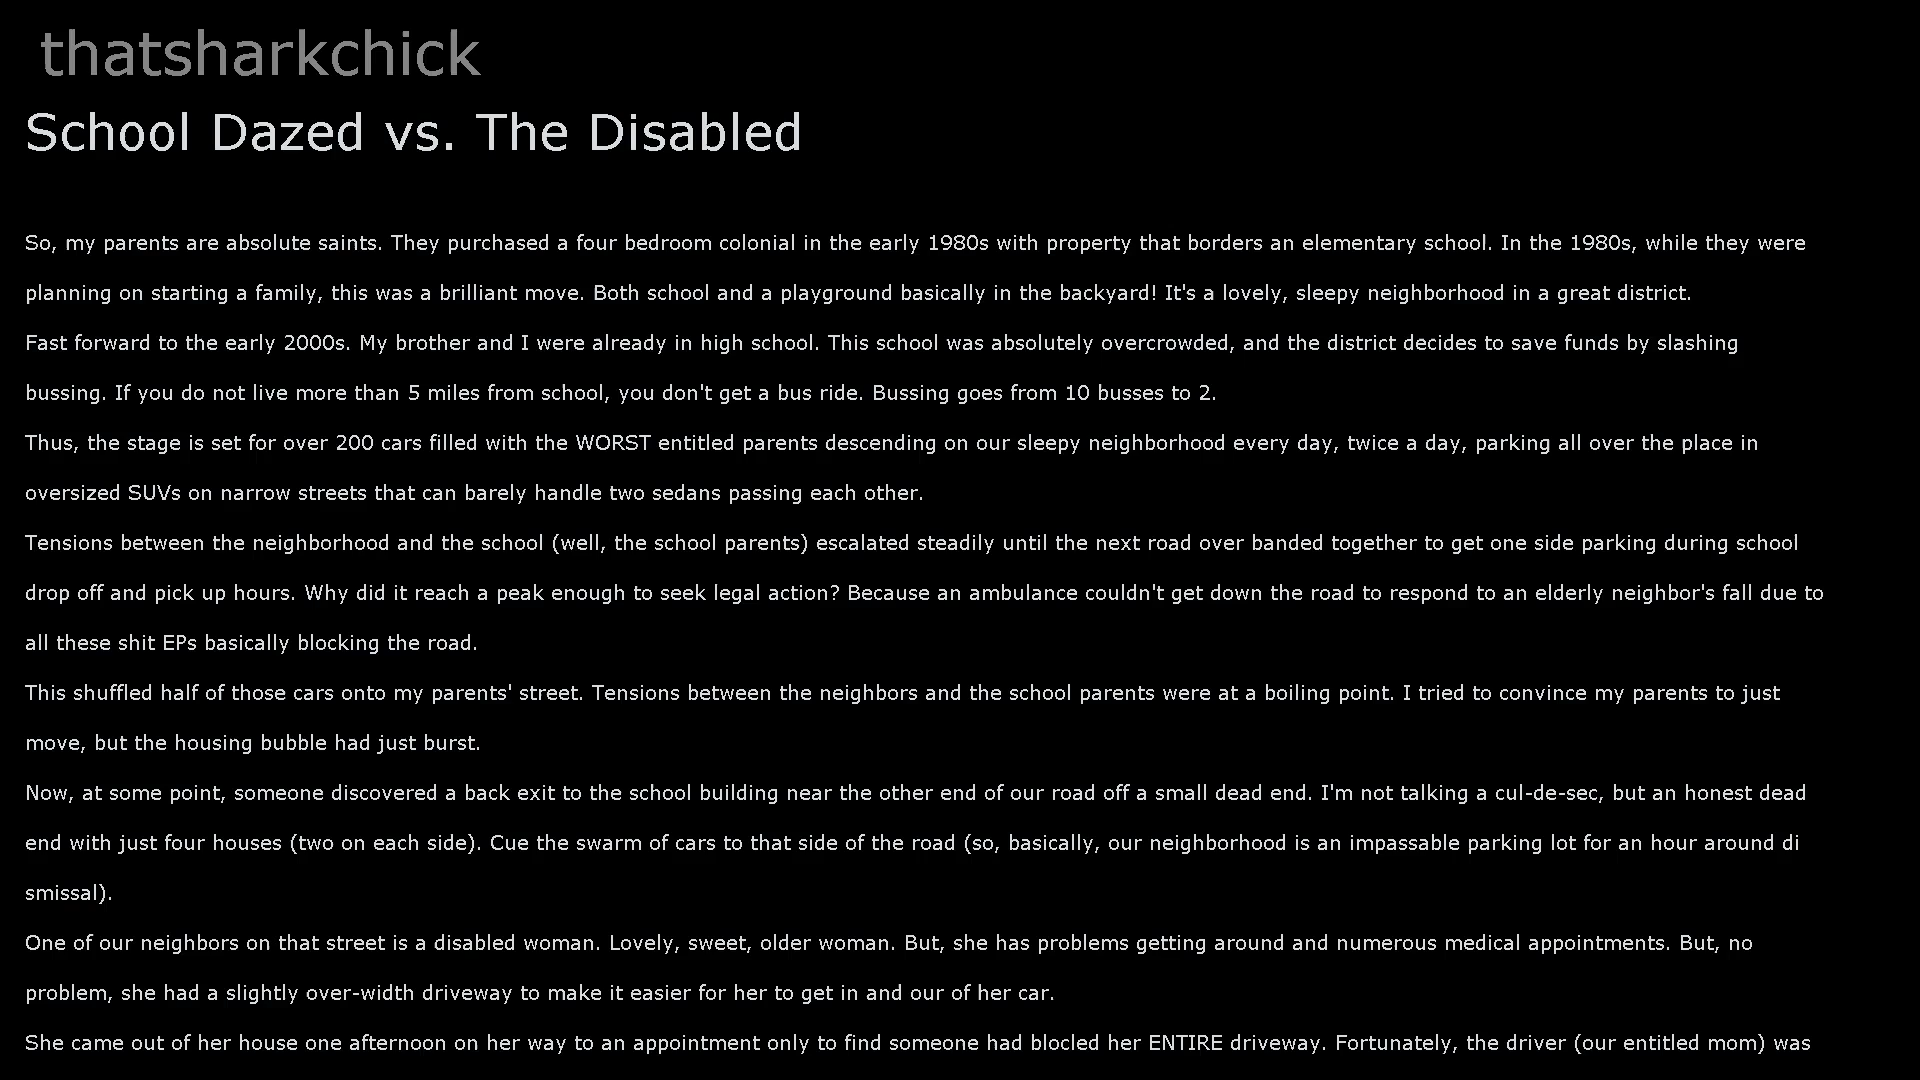 thatsharkchick
School Dazed vs. The Disabled
So, my parents are absolute saints. They purchased a four bedroom colonial in the early 1980s with property that borders an elementary school. In the 1980s, while they were
planning on starting a family, this was a brilliant move. Both school and a playground basically in the backyard! It's a lovely, sleepy neighborhood in a great district.
Fast forward to the early 2000s. My brother and I were already in high school. This school was absolutely overcrowded, and the district decides to save funds by slashing
bussing. If you do not live more than 5 miles from school, you don't get a bus ride. Bussing goes from 10 busses to 2.
Thus, the stage is set for over 200 cars filled with the WORST entitled parents descending on our sleepy neighborhood every day, twice a day, parking all over the place in
oversized SUVs on narrow streets that can barely handle two sedans passing each other.
Tensions between the neighborhood and the school (well, the school parents) escalated steadily until the next road over banded together to get one side parking during school
drop off and pick up hours. Why did it reach a peak enough to seek legal action? Because an ambulance couldn't get down the road to respond to an elderly neighbor's fall due to
all these shit EPs basically blocking the road.
This shuffled half of those cars onto my parents' street. Tensions between the neighbors and the school parents were at a boiling point. I tried to convince my parents to just
move, but the housing bubble had just burst.
Now, at some point, someone discovered a back exit to the school building near the other end of our road off a small dead end. I'm not talking a cul-de-sec, but an honest dead
end with just four houses (two on each side). Cue the swarm of cars to that side of the road (so, basically, our neighborhood is an impassable parking lot for an hour around di
smissal).
One of our neighbors on that street is a disabled woman. Lovely, sweet, older woman. But, she has problems getting around and numerous medical appointments. But, no
problem, she had a slightly over-width driveway to make it easier for her to get in and our of her car.
She came out of her house one afternoon on her way to an appointment only to find someone had blocled her ENTIRE driveway. Fortunately, the driver (our entitled mom) was